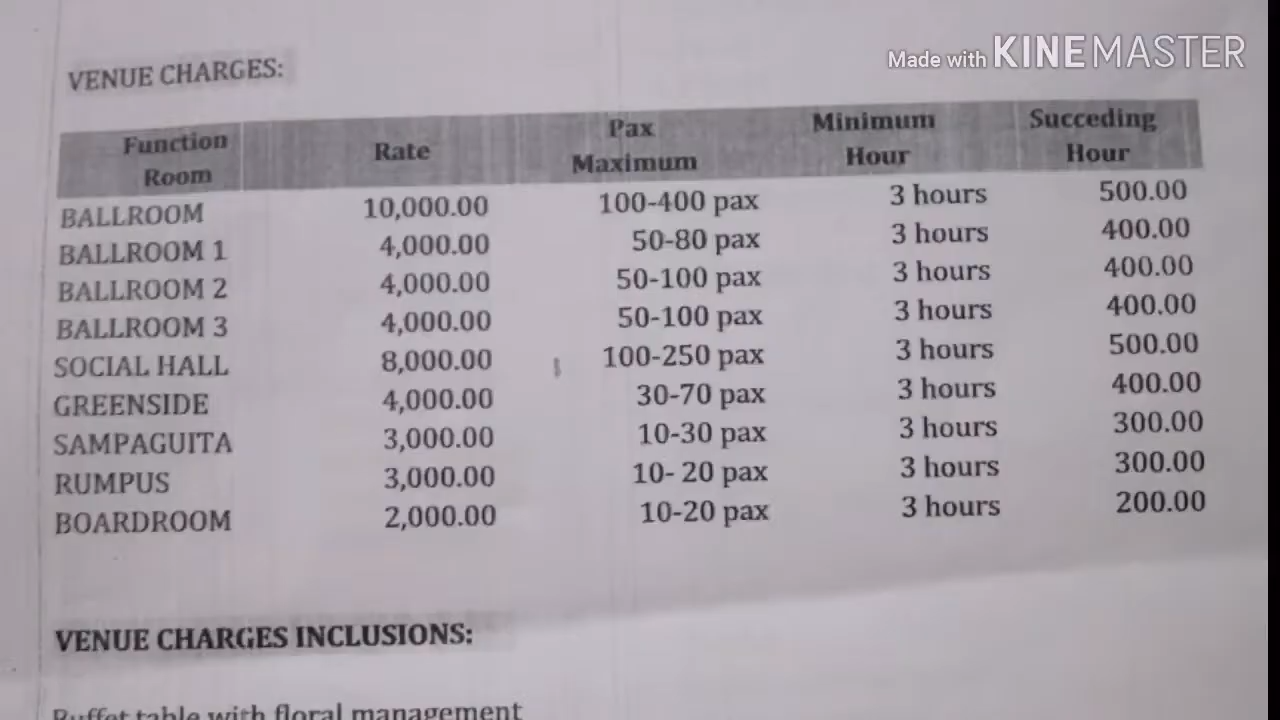 Made with KINEMASTER
VENUE CHARGES:
Function Room Rate Pax Maximum Minimum Hour Succeding Hour
BALLROOM 10,000.00 100-400 pax 3 hours 500.00
BALLROOM 1 4,000.00 50-80 pax 3 hours 400.00
BALLROOM 2 4,000.00 50-100 pax 3 hours 400.00
BALLROOM 3 4,000.00 50-100 pax 3 hours 400.00
SOCIAL HALL 8,000.00 100-250 pax 3 hours 500.00
GREENSIDE 4,000.00 30-70 pax 3 hours 400.00
SAMPAGUITA 3,000.00 10-30 pax 3 hours 300.00
RUMPUS 3,000.00 10- 20 pax 3 hours 300.00
BOARDROOM 2,000.00 10-20 pax 3 hours 200.00
VENUE CHARGES INCLUSIONS:
Buffet table with floral management